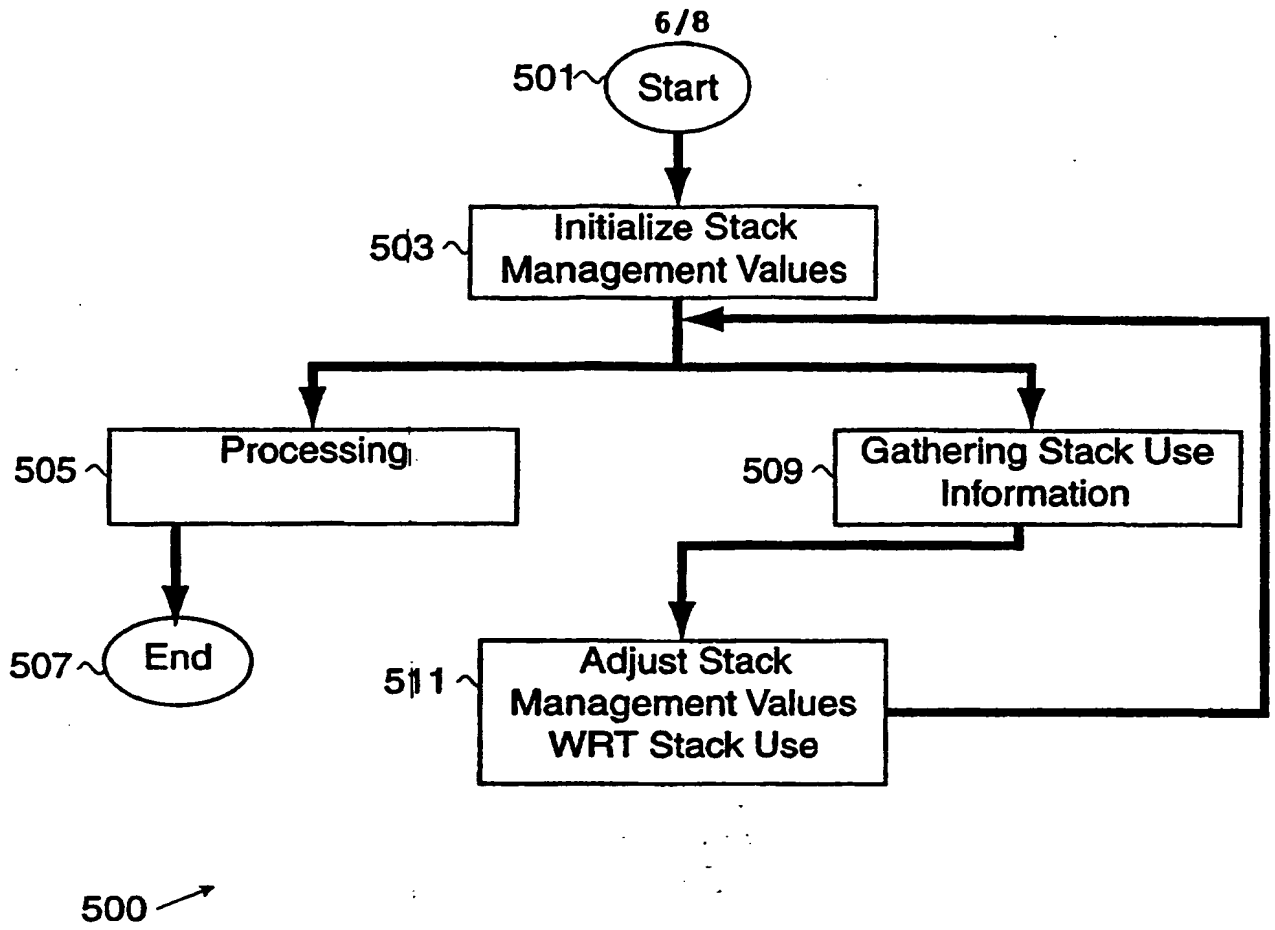 6/8
501
Start
503
Initialize Stack
Management Values
505
Processing
509
Gathering Stack Use
Information
507
End
511
Adjust Stack
Management Values
WRT Stack Use
500